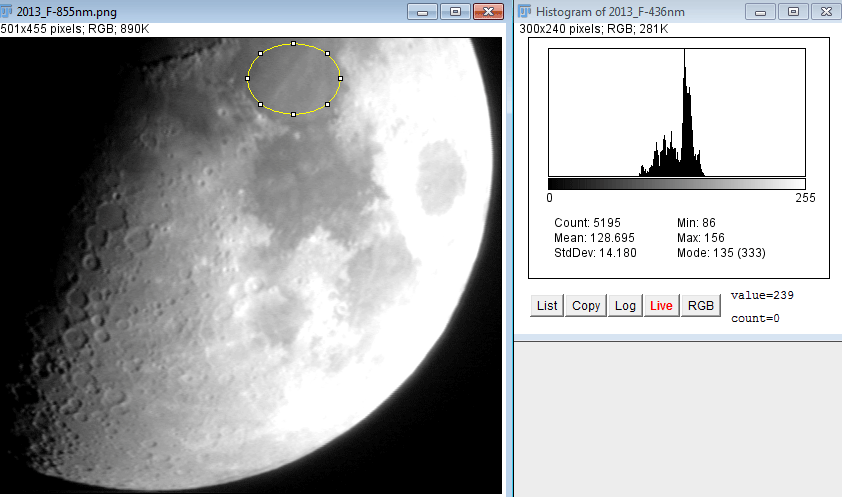 2013_F-855nm.png
501x455 pixels; RGB; 890K
Histogram of 2013_F-436nm
300x240 pixels; RGB; 281K
0 255
Count: 5195 Min: 86
Mean: 128.695 Max: 156
StdDev: 14.180 Mode: 135 (333)
List Copy Log Live RGB
value=239
count=0